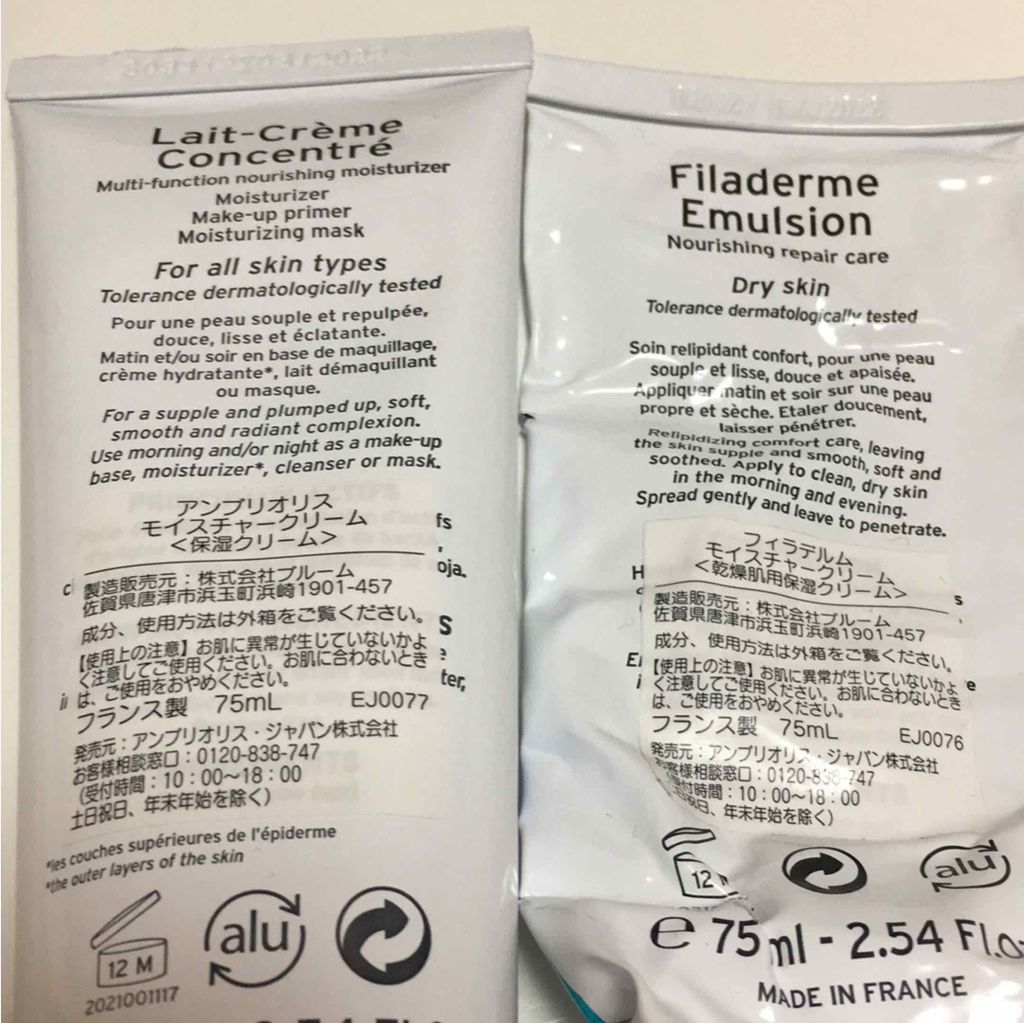 Lait-Crème
Concentré
Multi-function nourishing moisturizer
Moisturizer
Make-up primer
Moisturizing mask
For all skin types
Tolerance dermatologically tested
Pour une peau souple et repulpée,
douce, lisse et éclatante.
Matin et/ou soir en base de maquillage,
crème hydratante*, lait démaquillant
ou masque.
For a supple and plumped up, soft,
smooth and radiant complexion.
Use morning and/or night as a make-up
base, moisturizer*, cleanser or mask.
アンブリオリス
モイスチャークリーム
<保湿クリーム>
製造販売元：株式会社ブルーム
佐賀県唐津市浜玉町浜崎1901-457
成分、使用方法は外箱をご覧ください。
【使用上の注意】お肌に異常が生じていないかよ
く注意してご使用ください。お肌に合わないとき
は、ご使用をおやめください。
フランス製 75mL EJ0077
発売元：アンブリオリス・ジャパン株式会社
お客様相談窓口：0120-838-747
(受付時間：10：00～18：00
土日祝日、年末年始を除く)
*les couches supérieures de l'épiderme
*the outer layers of the skin
12 M
alu
2021001117
Filaderme
Emulsion
Nourishing repair care
Dry skin
Tolerance dermatologically tested
Soin relipidant confort, pour une peau
souple et lisse, douce et apaisée.
Appliquer matin et soir sur une peau
propre et sèche. Etaler doucement,
laisser pénétrer.
Relipidizing comfort care, leaving
the skin supple and smooth, soft and
soothed. Apply to clean, dry skin
in the morning and evening.
Spread gently and leave to penetrate.
フィラデルム
モイスチャークリーム
<乾燥肌用保湿クリーム>
製造販売元：株式会社ブルーム
佐賀県唐津市浜玉町浜崎1901-457
成分、使用方法は外箱をご覧ください。
【使用上の注意】お肌に異常が生じていないかよ
く注意してご使用ください。お肌に合わないとき
は、ご使用をおやめください。
フランス製 75mL EJ0076
発売元：アンブリオリス・ジャパン株式会社
お客様相談窓口：0120-838-747
(受付時間：10：00～18：00
土日祝日、年末年始を除く)
12
alu
e 75 ml - 2.54 Fl.o
MADE IN FRANCE